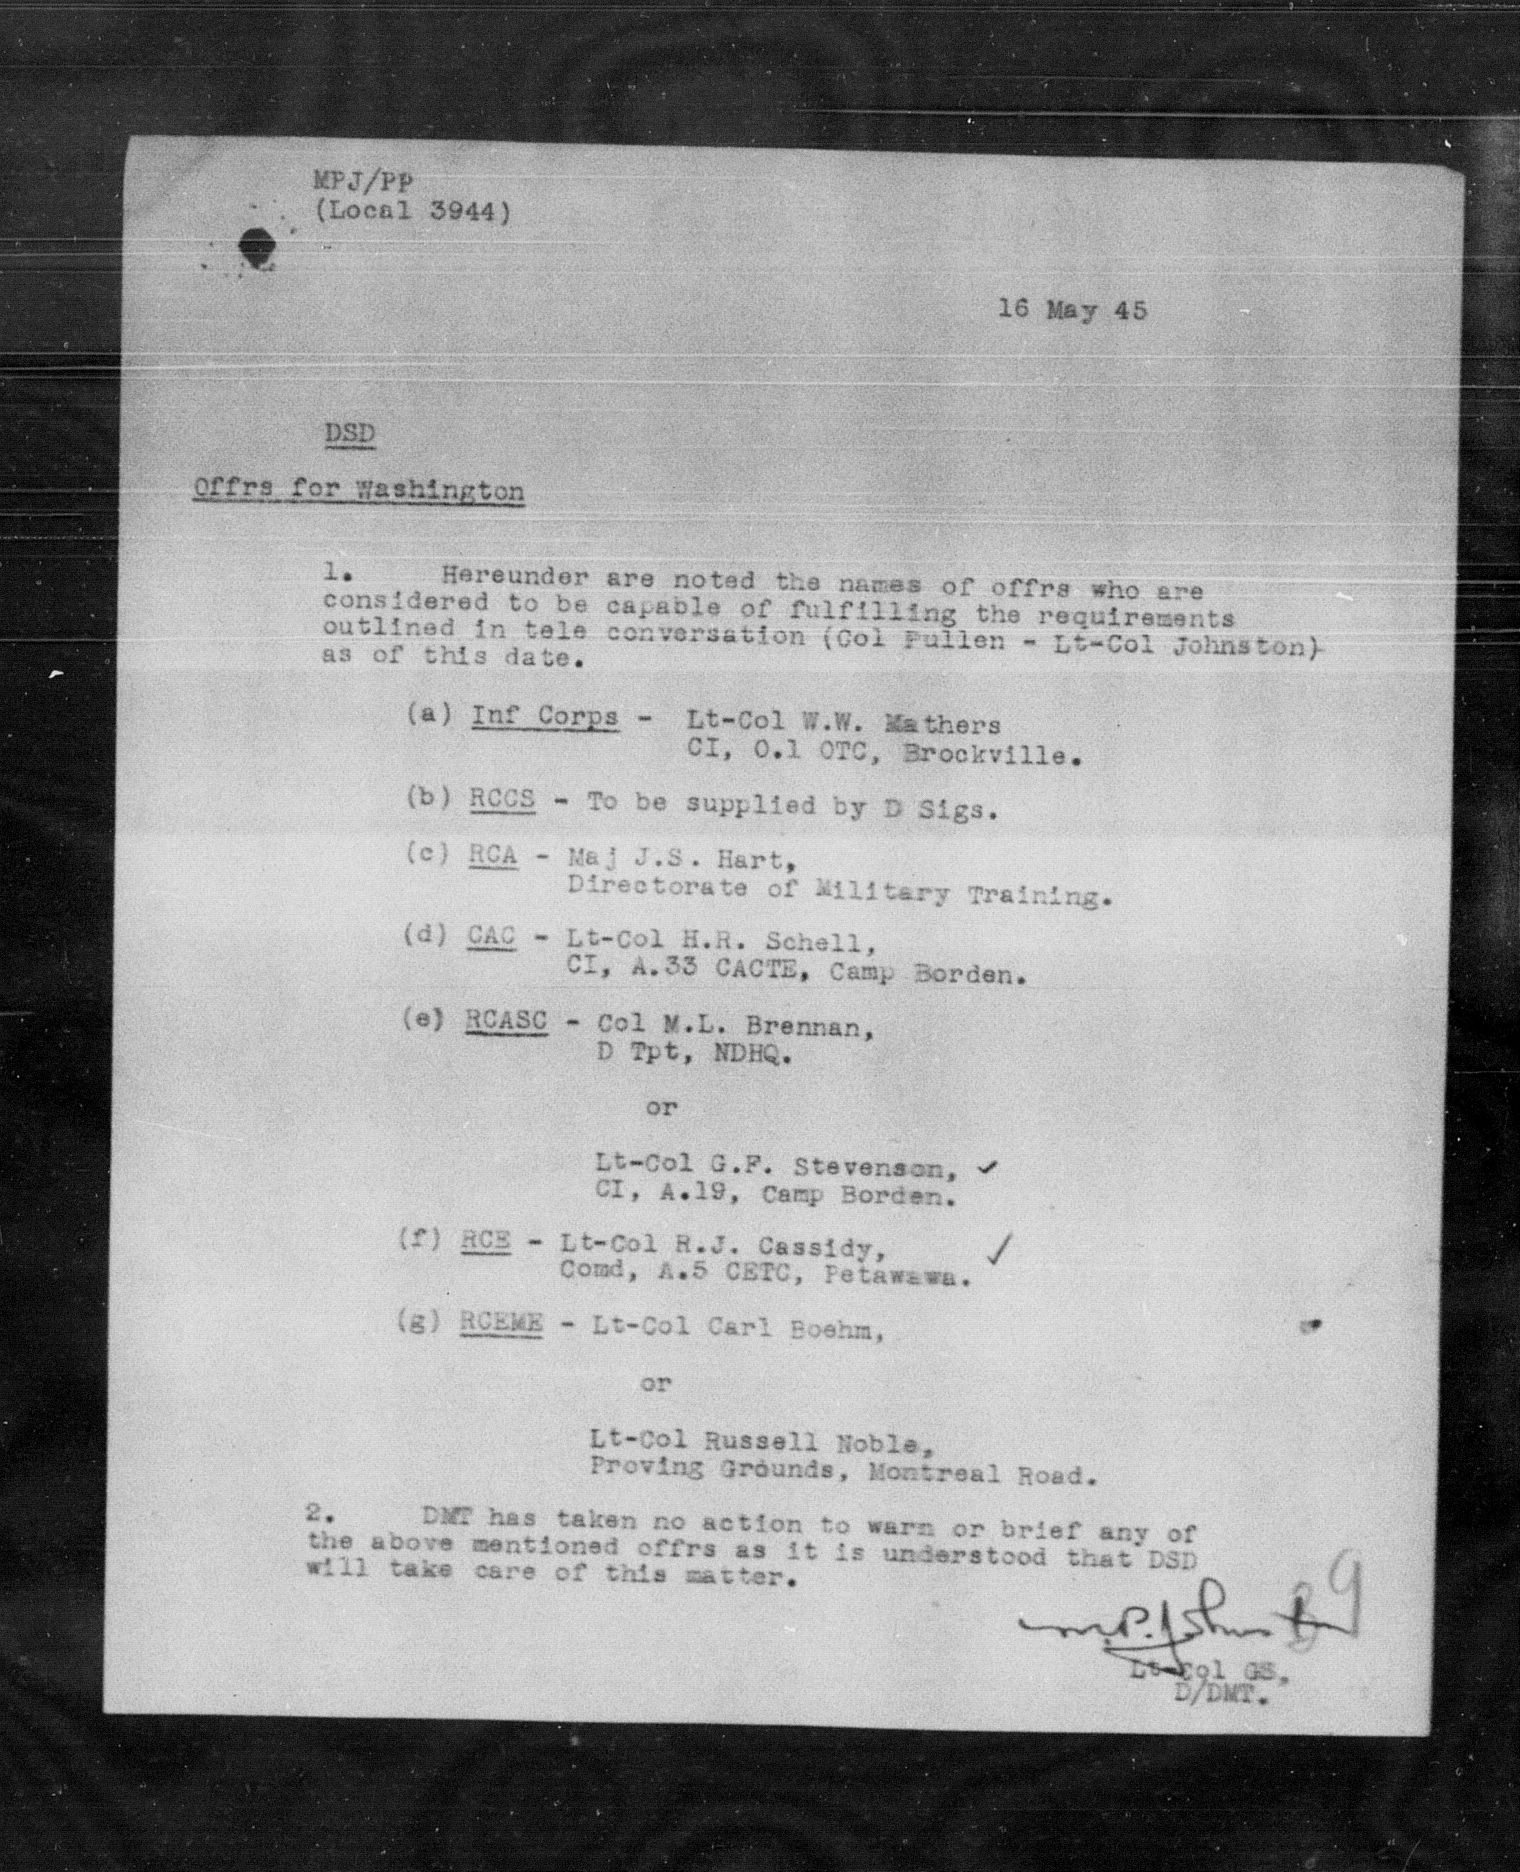 MPJ/PP
(Local 3944)
16 May 45
DSD
Offrs for Washington
1. Hereunder are noted the names of offrs who are
considered to be capable of fulfilling the requirements
outlined in tele conversation (Col Pullen - Lt-Col Johnston)
as of this date.
(a) Inf Corps - Lt-Col W.W. Mathers
CI, O.1 OTC, Brockville.
(b) RCCS - To be supplied by D Sigs.
(c) RCA - Maj J.S. Hart,
Directorate of Military Training.
(d) CAC - Lt-Col H.R. Schell,
CI, A.33 CACTE, Camp Borden.
(e) RCASC - Col M.L. Brennan,
D Tpt, NDHQ.
or
Lt-Col G.F. Stevenson, ✓
CI, A.19, Camp Borden.
(f) RCE - Lt-Col R.J. Cassidy, ✓
Comd, A.5 CETC, Petawawa.
(g) RCEME - Lt-Col Carl Boehm,
or
Lt-Col Russell Noble,
Proving Grounds, Montreal Road.
2. DMT has taken no action to warn or brief any of
the above mentioned offrs as it is understood that DSD
will take care of this matter.
89
M.P. Johnston
Lt-Col GS,
D/DMT.